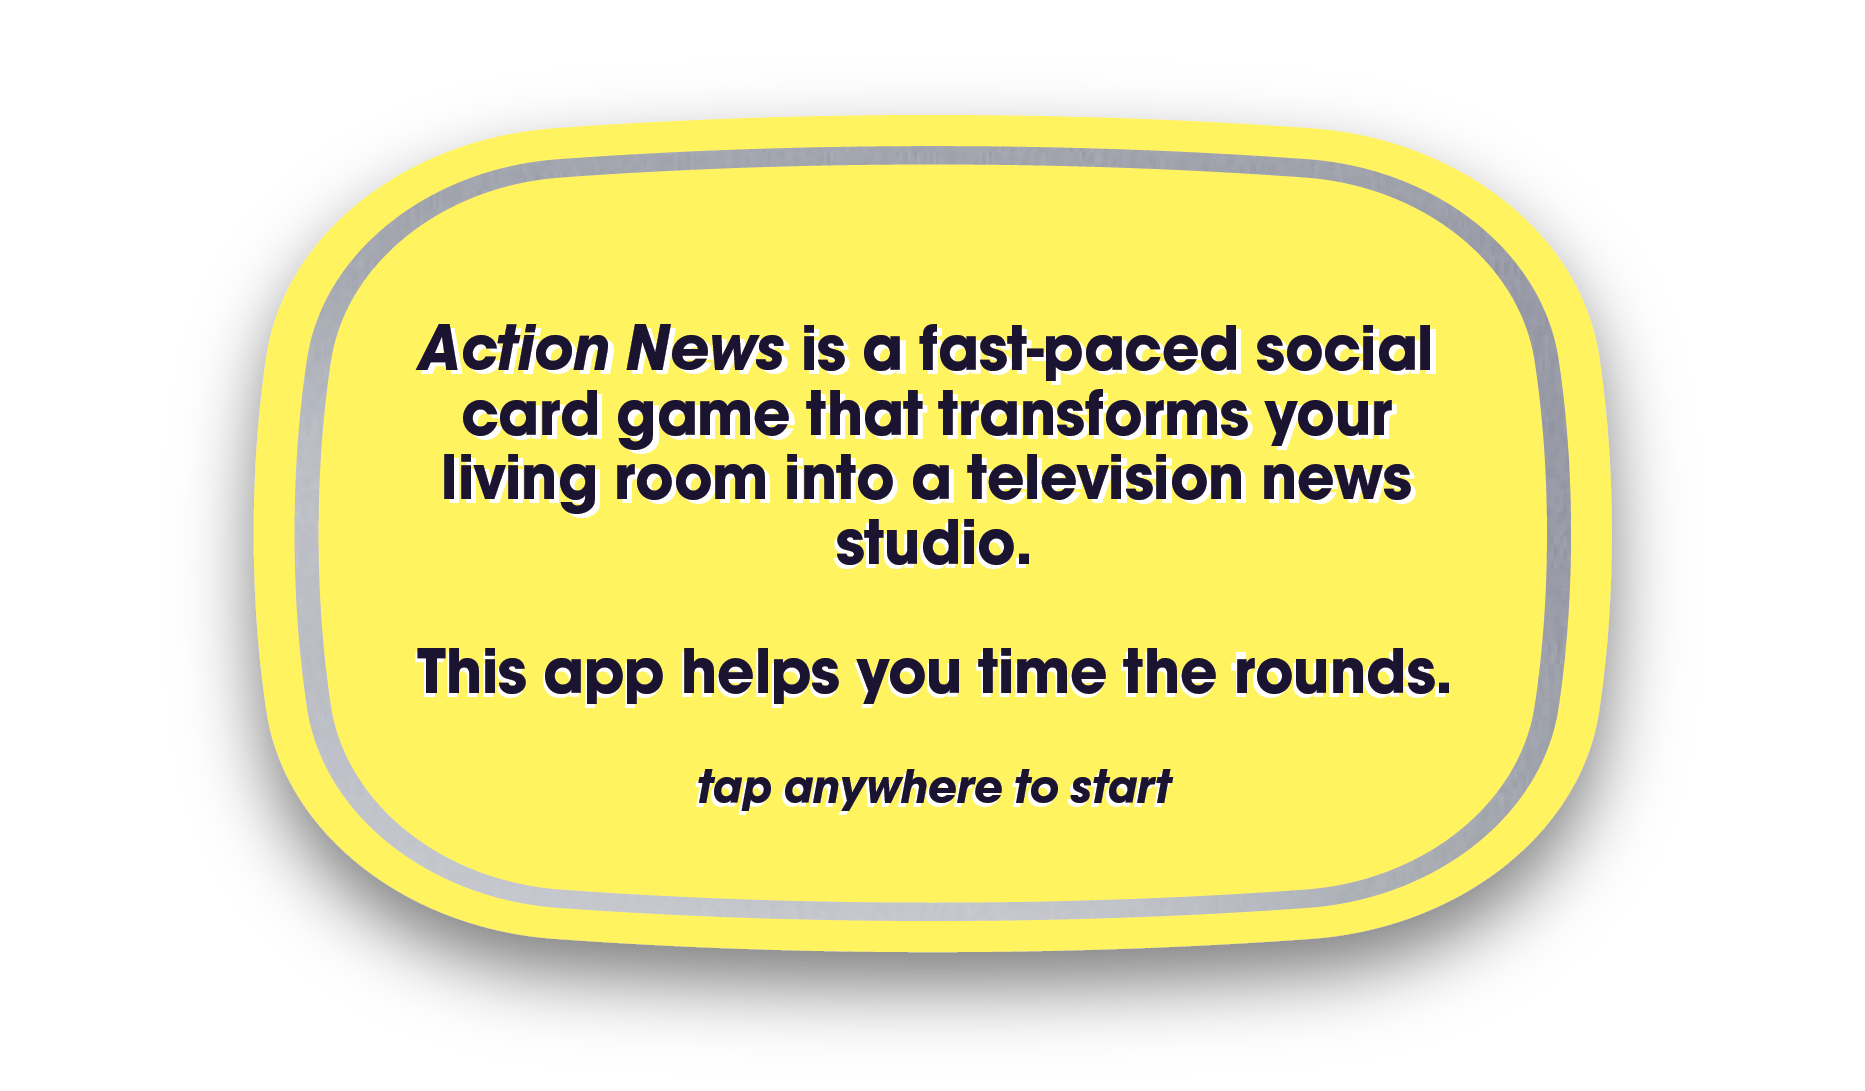 Action News is a fast-paced social
card game that transforms your
living room into a television news
studio.
This app helps you time the rounds.
tap anywhere to start